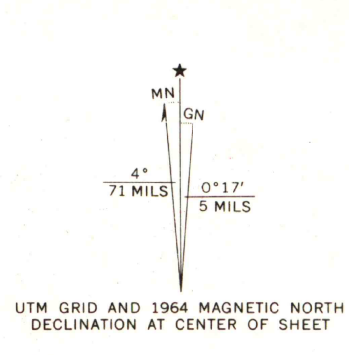 ★
MN
GN
4°
71 MILS
0°17′
5 MILS
UTM GRID AND 1964 MAGNETIC NORTH
DECLINATION AT CENTER OF SHEET